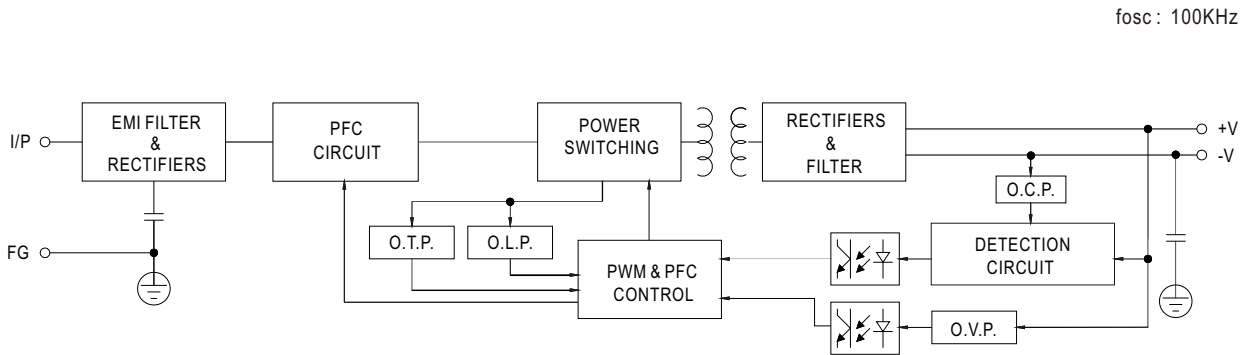 fosc : 100KHz
I/P
EMI FILTER
&
RECTIFIERS
PFC
CIRCUIT
POWER
SWITCHING
RECTIFIERS
&
FILTER
+V
-V
O.C.P.
FG
O.T.P.
O.L.P.
PWM & PFC
CONTROL
DETECTION
CIRCUIT
O.V.P.